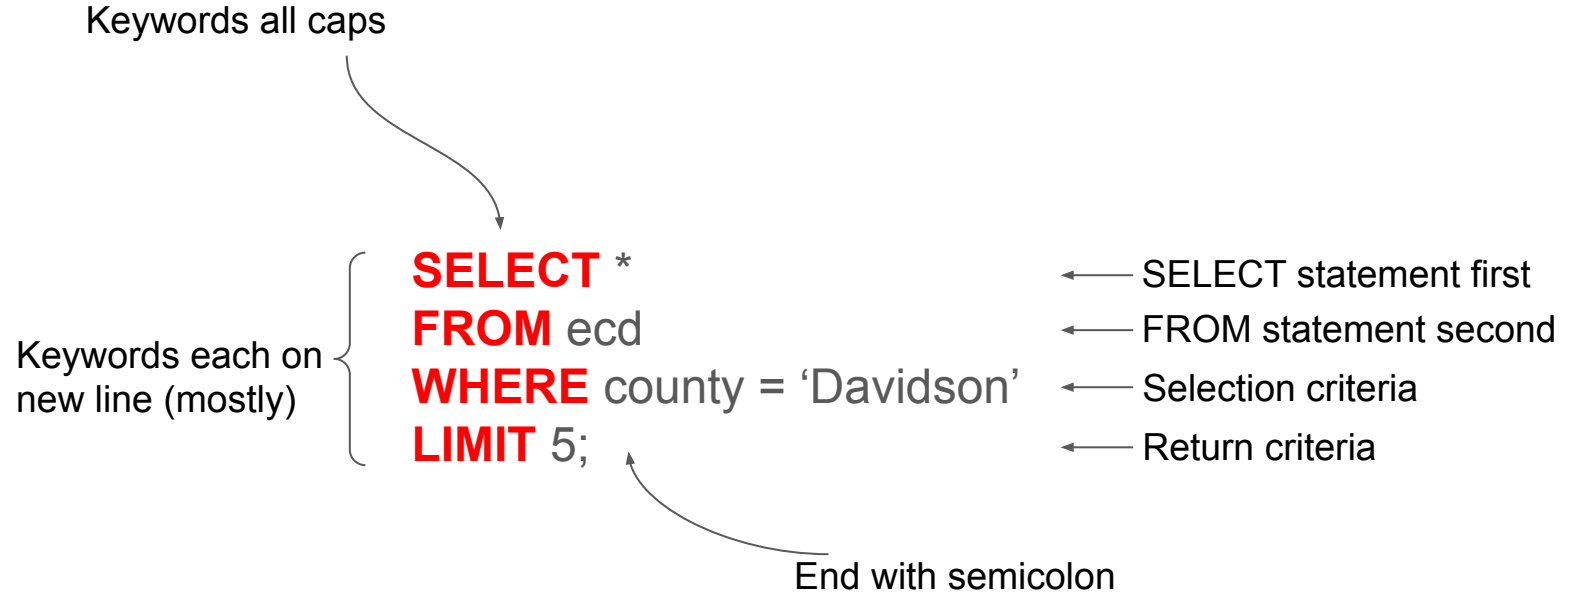 Keywords all caps
SELECT *
SELECT statement first
FROM ecd
FROM statement second
Keywords each on
new line (mostly)
WHERE county = ‘Davidson’
Selection criteria
LIMIT 5;
Return criteria
End with semicolon